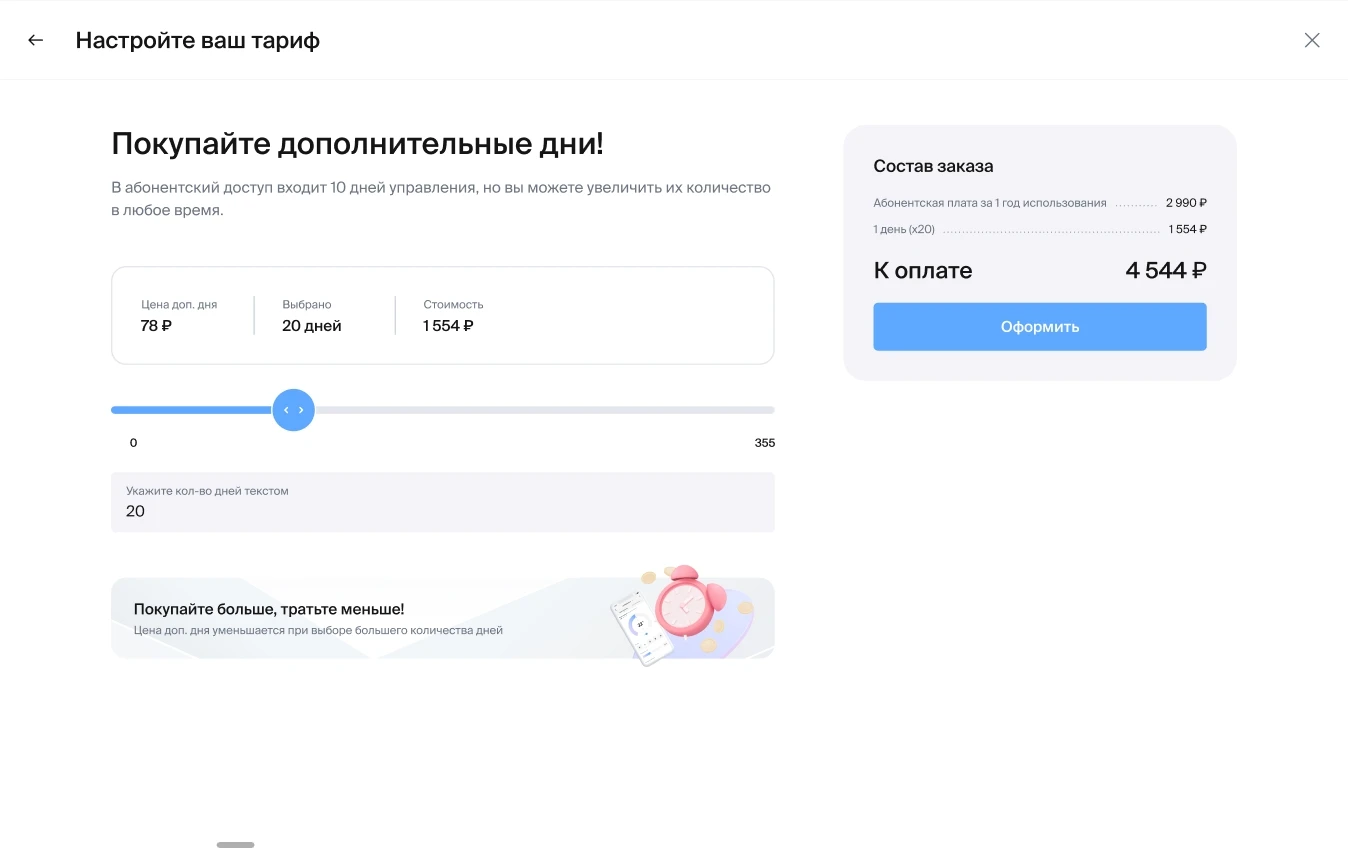 Настройте ваш тариф
Покупайте дополнительные дни!
В абонентский доступ входит 10 дней управления, но вы можете увеличить их количество
в любое время.
Цена доп. дня
78 ₽
Выбрано
20 дней
Стоимость
1 554 ₽
0
355
Укажите кол-во дней текстом
20
Покупайте больше, тратьте меньше!
Цена доп. дня уменьшается при выборе большего количества дней
Состав заказа
Абонентская плата за 1 год использования ........... 2 990 ₽
1 день (x20) ........................................................ 1 554 ₽
К оплате 4 544 ₽
Оформить